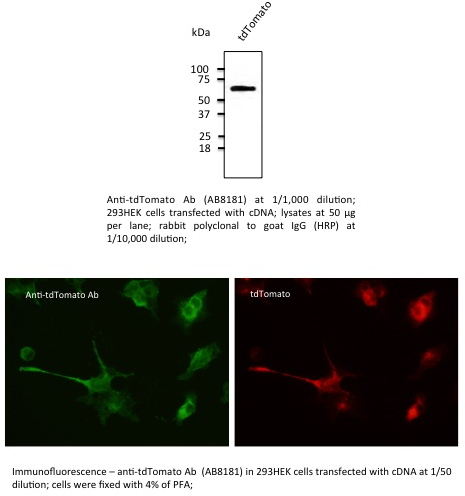 kDa
tdTomato
100
75
50
37
25
18
Anti-tdTomato Ab (AB8181) at 1/1,000 dilution;
293HEK cells transfected with cDNA; lysates at 50 µg
per lane; rabbit polyclonal to goat IgG (HRP) at
1/10,000 dilution;
Anti-tdTomato Ab
tdTomato
Immunofluorescence – anti-tdTomato Ab (AB8181) in 293HEK cells transfected with cDNA at 1/50
dilution; cells were fixed with 4% of PFA;